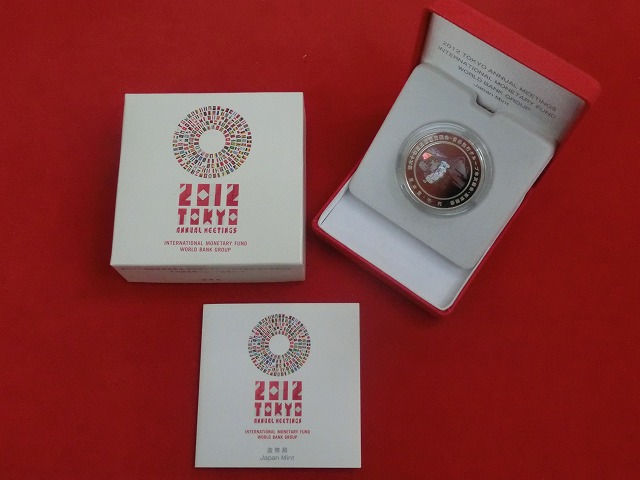 2012
TOKYO
ANNUAL MEETINGS
INTERNATIONAL MONETARY FUND
WORLD BANK GROUP
2012 TOKYO ANNUAL MEETINGS
INTERNATIONAL MONETARY FUND
WORLD BANK GROUP
Japan Mint
2012
TOKYO
ANNUAL MEETINGS
INTERNATIONAL MONETARY FUND
WORLD BANK GROUP
造幣局
Japan Mint